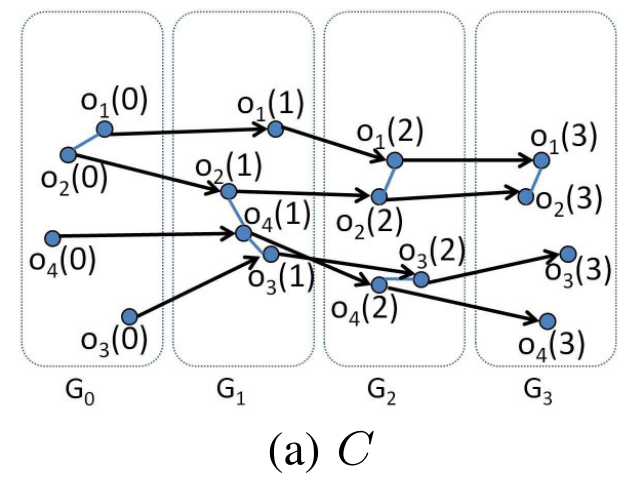 o₁(0)
o₂(0)
o₄(0)
o₃(0)
o₁(1)
o₂(1)
o₄(1)
o₃(1)
o₁(2)
o₂(2)
o₃(2)
o₄(2)
o₁(3)
o₂(3)
o₃(3)
o₄(3)
G₀ G₁ G₂ G₃
(a) C